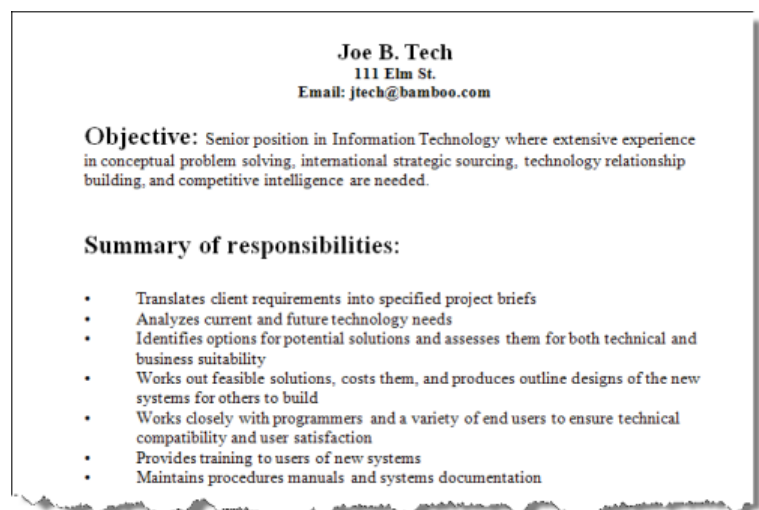 Joe B. Tech
111 Elm St.
Email: jtech@bamboo.com
Objective: Senior position in Information Technology where extensive experience
in conceptual problem solving, international strategic sourcing, technology relationship
building, and competitive intelligence are needed.
Summary of responsibilities:
• Translates client requirements into specified project briefs
• Analyzes current and future technology needs
• Identifies options for potential solutions and assesses them for both technical and
business suitability
• Works out feasible solutions, costs them, and produces outline designs of the new
systems for others to build
• Works closely with programmers and a variety of end users to ensure technical
compatibility and user satisfaction
• Provides training to users of new systems
• Maintains procedures manuals and systems documentation